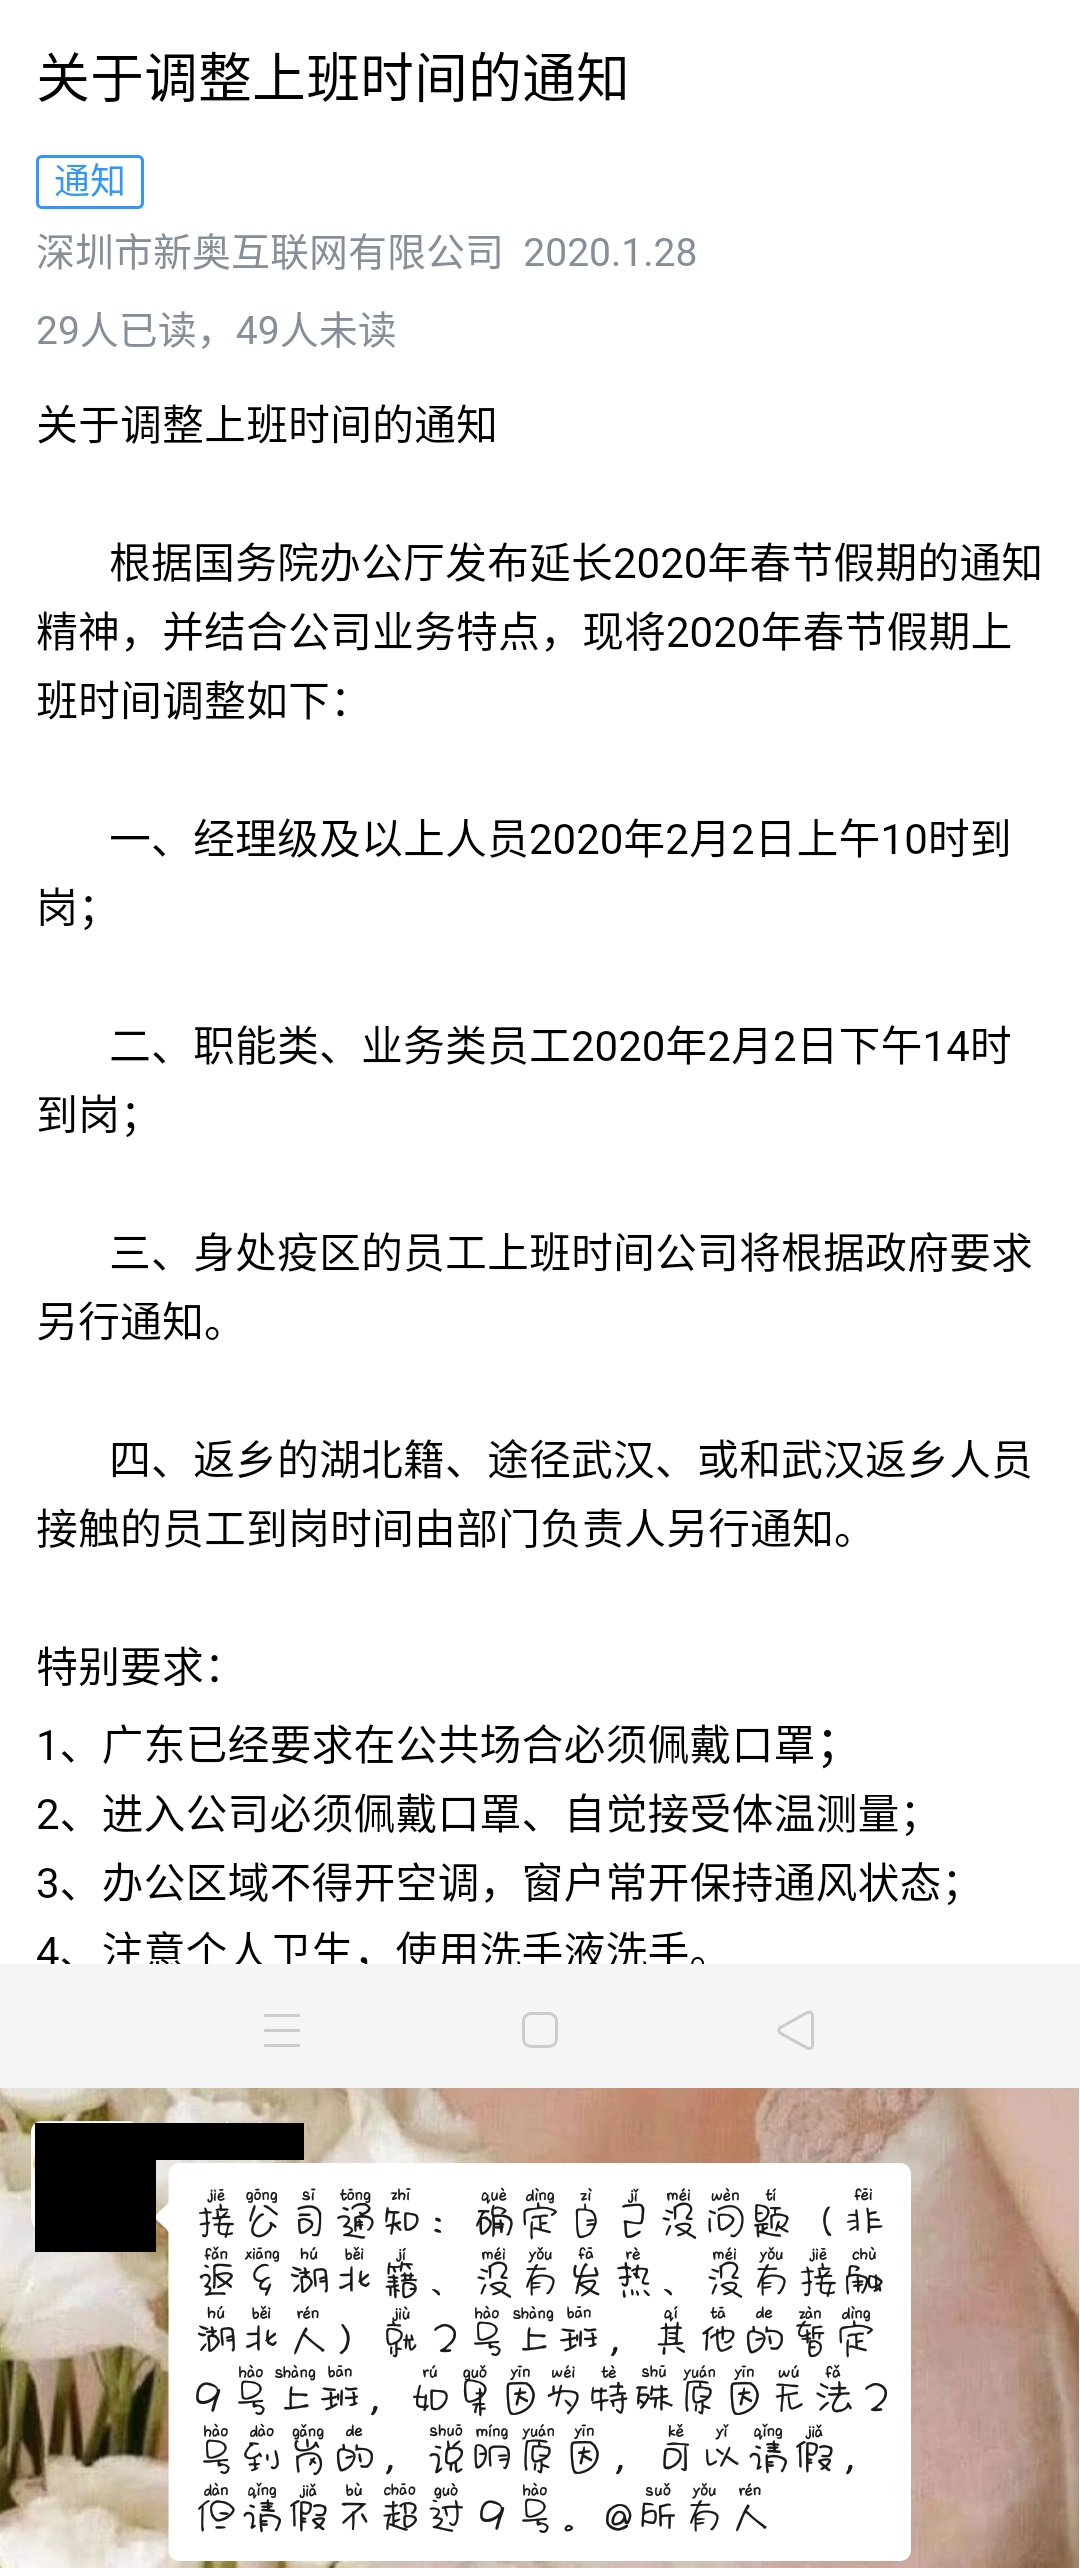 关于调整上班时间的通知
通知
深圳市新奥互联网有限公司 2020.1.28
29人已读，49人未读
关于调整上班时间的通知
根据国务院办公厅发布延长2020年春节假期的通知
精神，并结合公司业务特点，现将2020年春节假期上
班时间调整如下：
一、经理级及以上人员2020年2月2日上午10时到
岗；
二、职能类、业务类员工2020年2月2日下午14时
到岗；
三、身处疫区的员工上班时间公司将根据政府要求
另行通知。
四、返乡的湖北籍、途径武汉、或和武汉返乡人员
接触的员工到岗时间由部门负责人另行通知。
特别要求：
1、广东已经要求在公共场合必须佩戴口罩；
2、进入公司必须佩戴口罩、自觉接受体温测量；
3、办公区域不得开空调，窗户常开保持通风状态；
4、注意个人卫生，使用洗手液洗手。
jiē gōng sī tōng zhī què dìng zì jǐ méi wèn tí fēi
接公司通知：确定自己没问题（非
fǎn xiāng hú běi jí méi yǒu fā rè méi yǒu jiē chù
返乡湖北籍、没有发热、没有接触
hú běi rén jiù hào shàng bān qí tā de zàn dìng
湖北人）就2号上班，其他的暂定
hào shàng bān rú guǒ yīn wéi tè shū yuán yīn wú fǎ
9号上班，如果因为特殊原因无法2
hào dào gǎng de shuō míng yuán yīn kě yǐ qǐng jiǎ
号到岗的，说明原因，可以请假，
dàn qǐng jiǎ bù chāo guò hào suǒ yǒu rén
但请假不超过9号。@所有人